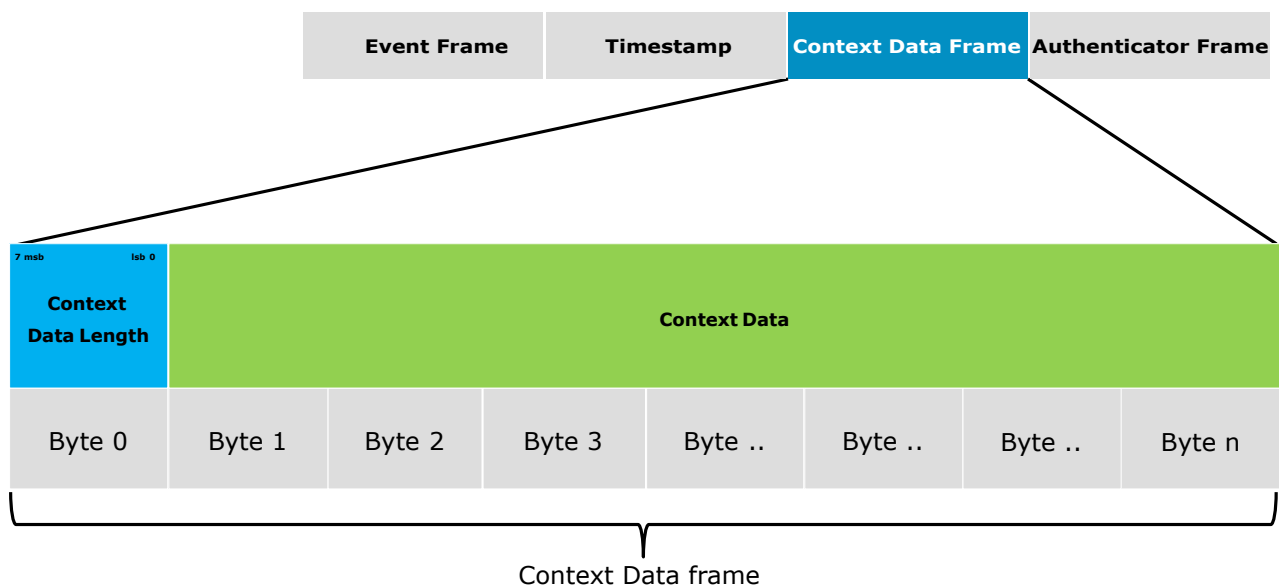 Event Frame Timestamp Context Data Frame Authenticator Frame
7 msb lsb 0
Context
Data Length
Context Data
Byte 0 Byte 1 Byte 2 Byte 3 Byte .. Byte .. Byte .. Byte n
Context Data frame